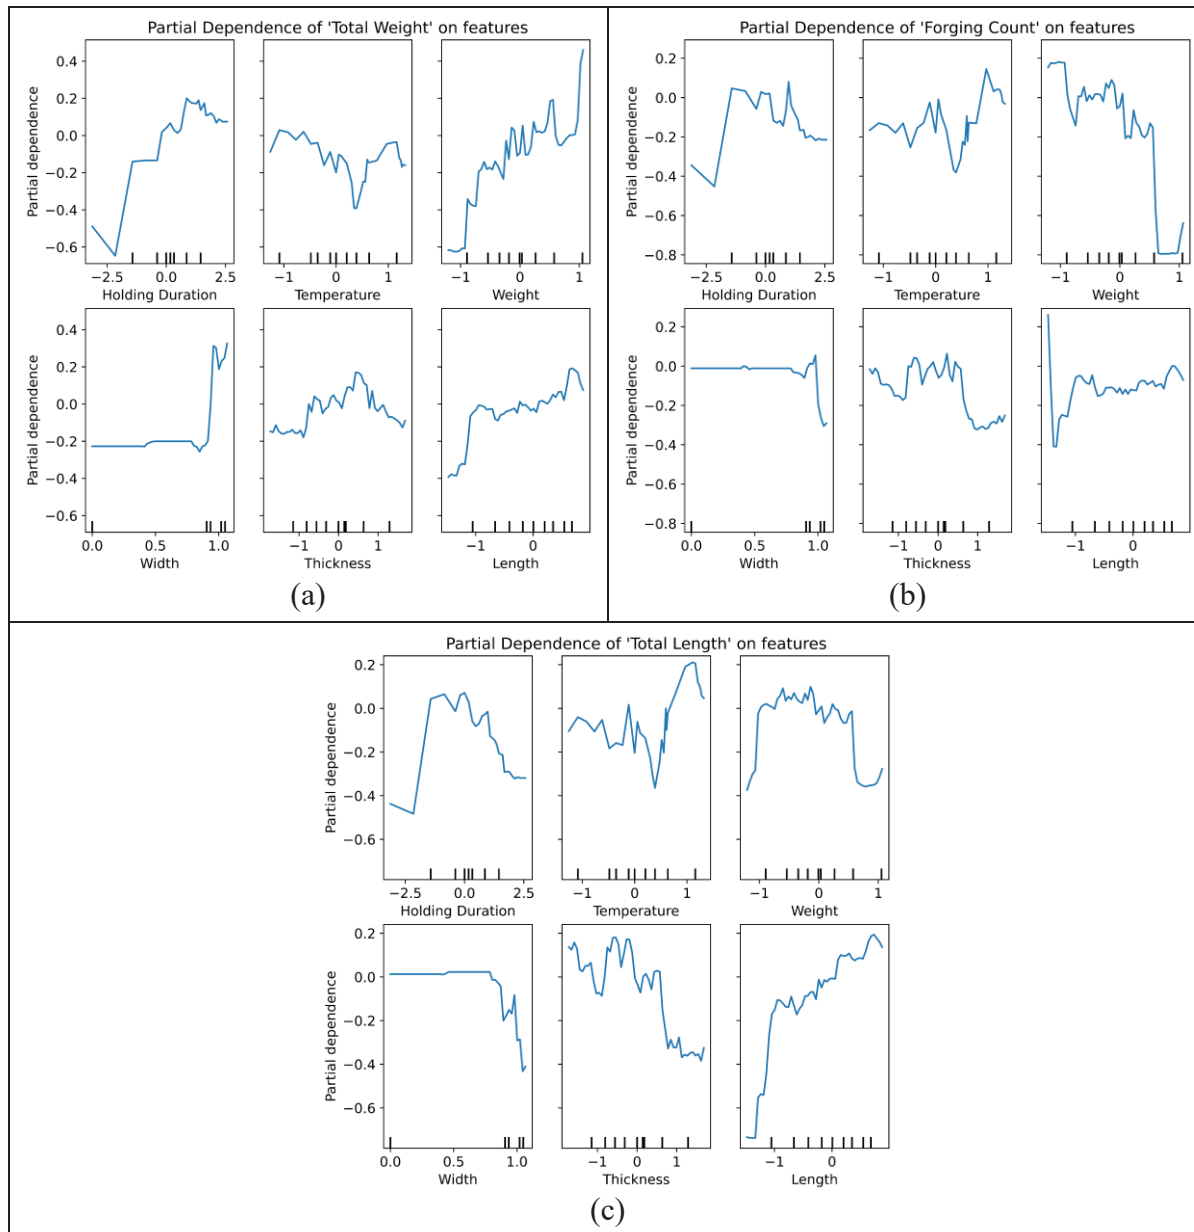 Partial Dependence of 'Total Weight' on features
Partial dependence
0.4
0.2
0.0
−0.2
−0.4
−0.6
−2.5 0.0 2.5
Holding Duration
−1 0 1
Temperature
−1 0 1
Weight
Partial dependence
0.4
0.2
0.0
−0.2
−0.4
−0.6
0.0 0.5 1.0
Width
−1 0 1
Thickness
−1 0
Length
(a)
Partial Dependence of 'Forging Count' on features
Partial dependence
0.2
0.0
−0.2
−0.4
−0.6
−0.8
−2.5 0.0 2.5
Holding Duration
−1 0 1
Temperature
−1 0 1
Weight
Partial dependence
0.2
0.0
−0.2
−0.4
−0.6
−0.8
0.0 0.5 1.0
Width
−1 0 1
Thickness
−1 0
Length
(b)
Partial Dependence of 'Total Length' on features
Partial dependence
0.2
0.0
−0.2
−0.4
−0.6
−2.5 0.0 2.5
Holding Duration
−1 0 1
Temperature
−1 0 1
Weight
Partial dependence
0.2
0.0
−0.2
−0.4
−0.6
0.0 0.5 1.0
Width
−1 0 1
Thickness
−1 0
Length
(c)